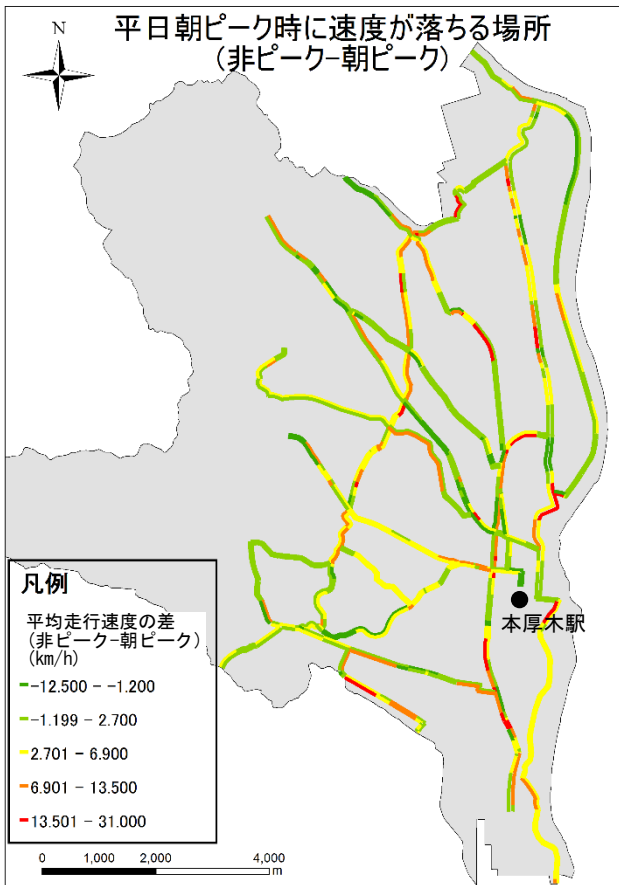 平日朝ピーク時に速度が落ちる場所
(非ピーク-朝ピーク)
N
本厚木駅
凡例
平均走行速度の差
(非ピーク-朝ピーク)
(km/h)
-12.500 - -1.200
-1.199 - 2.700
2.701 - 6.900
6.901 - 13.500
13.501 - 31.000
0 1,000 2,000 4,000
m